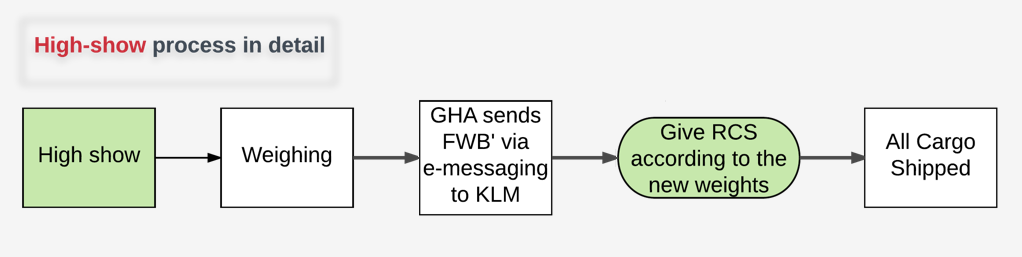 High-show process in detail
High show
Weighing
GHA sends
FWB' via
e-messaging
to KLM
Give RCS
according to the
new weights
All Cargo
Shipped